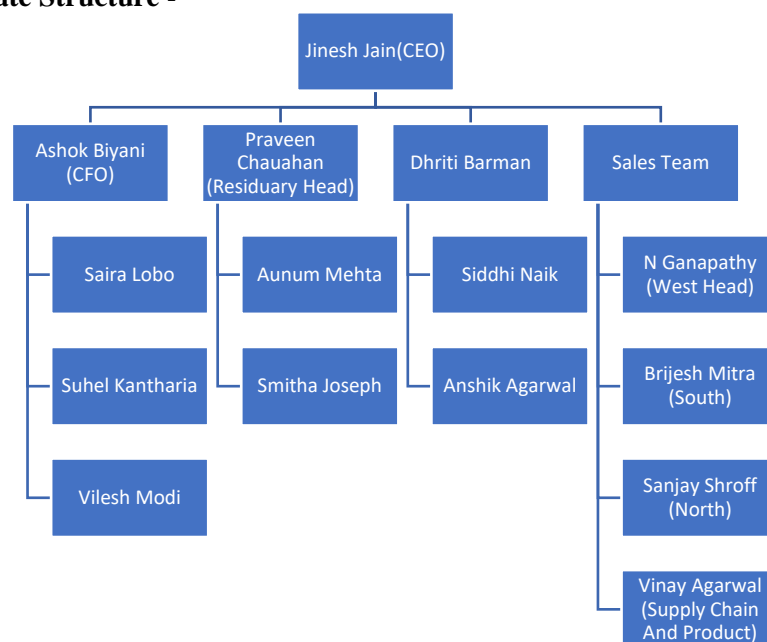 ate Structure -
Jinesh Jain(CEO)
Ashok Biyani
(CFO)
Praveen
Chauahan
(Residuary Head)
Dhriti Barman
Sales Team
Saira Lobo
Aunum Mehta
Siddhi Naik
N Ganapathy
(West Head)
Suhel Kantharia
Smitha Joseph
Anshik Agarwal
Brijesh Mitra
(South)
Vilesh Modi
Sanjay Shroff
(North)
Vinay Agarwal
(Supply Chain
And Product)